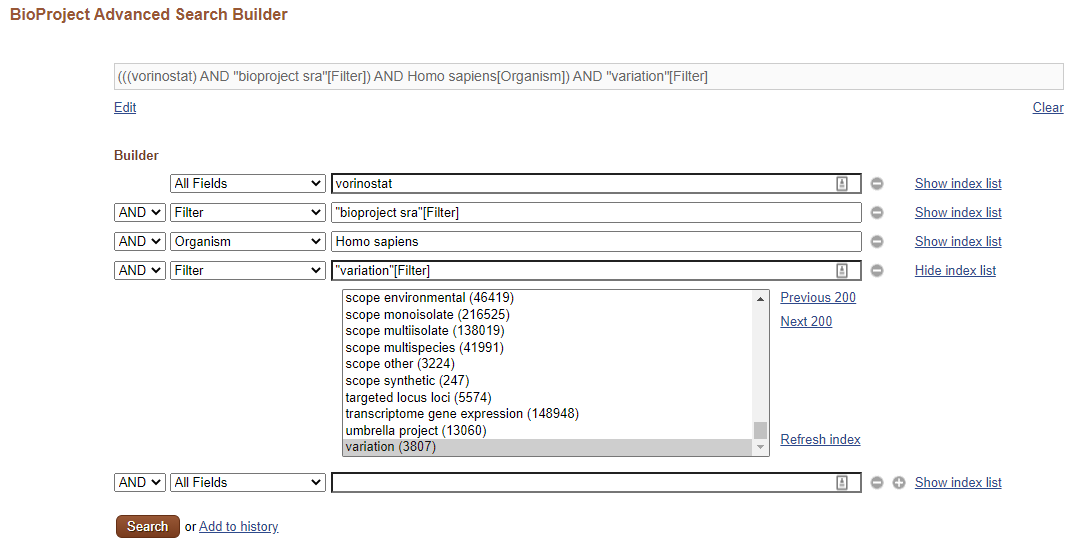 BioProject Advanced Search Builder
(((vorinostat) AND "bioproject sra"[Filter]) AND Homo sapiens[Organism]) AND "variation"[Filter]
Edit Clear
Builder
All Fields vorinostat Show index list
AND Filter "bioproject sra"[Filter] Show index list
AND Organism Homo sapiens Show index list
AND Filter "variation"[Filter] Hide index list
scope environmental (46419) Previous 200
scope monoisolate (216525)
scope multiisolate (138019) Next 200
scope multispecies (41991)
scope other (3224)
scope synthetic (247)
targeted locus loci (5574)
transcriptome gene expression (148948)
umbrella project (13060) Refresh index
variation (3807)
AND All Fields Show index list
Search or Add to history